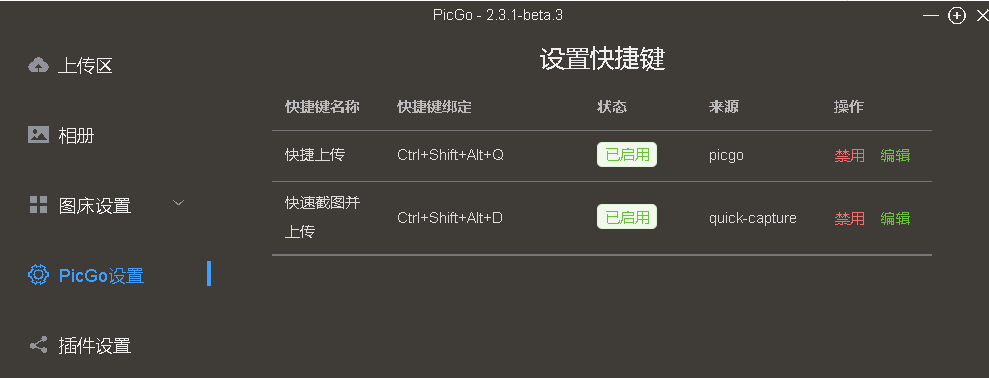 PicGo - 2.3.1-beta.3
上传区
相册
图床设置
PicGo设置
插件设置
设置快捷键
快捷键名称 快捷键绑定 状态 来源 操作
快捷上传 Ctrl+Shift+Alt+Q 已启用 picgo 禁用 编辑
快速截图并
上传 Ctrl+Shift+Alt+D 已启用 quick-capture 禁用 编辑